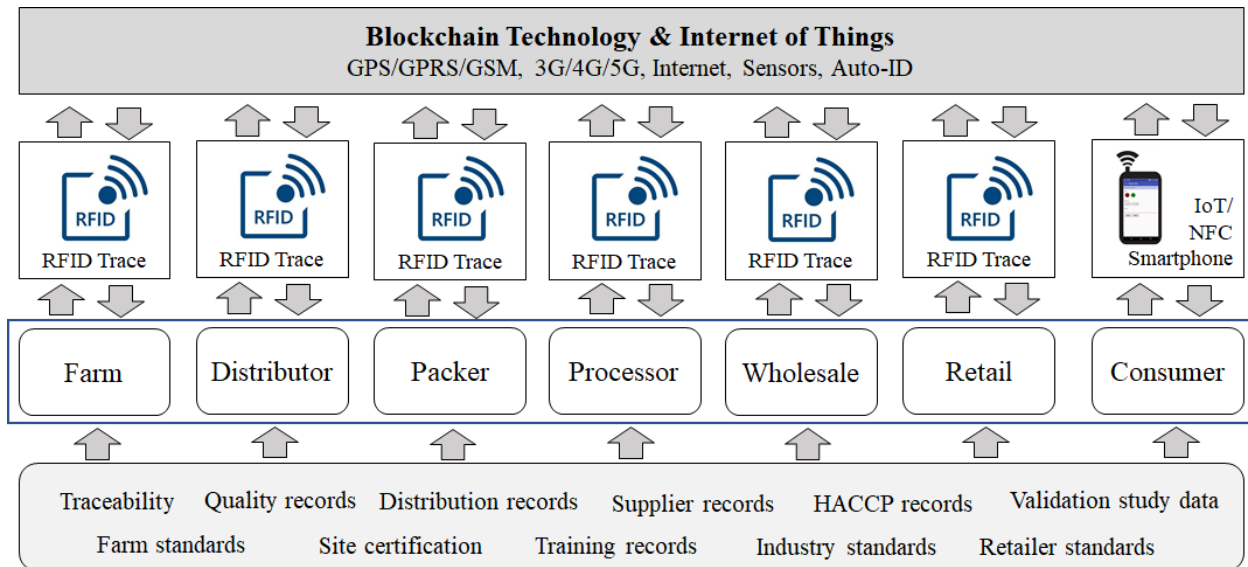 Blockchain Technology & Internet of Things
GPS/GPRS/GSM, 3G/4G/5G, Internet, Sensors, Auto-ID
RFID
RFID Trace
RFID
RFID Trace
RFID
RFID Trace
RFID
RFID Trace
RFID
RFID Trace
RFID
RFID Trace
IoT/
NFC
Smartphone
Farm
Distributor
Packer
Processor
Wholesale
Retail
Consumer
Traceability
Quality records
Distribution records
Supplier records
HACCP records
Validation study data
Farm standards
Site certification
Training records
Industry standards
Retailer standards